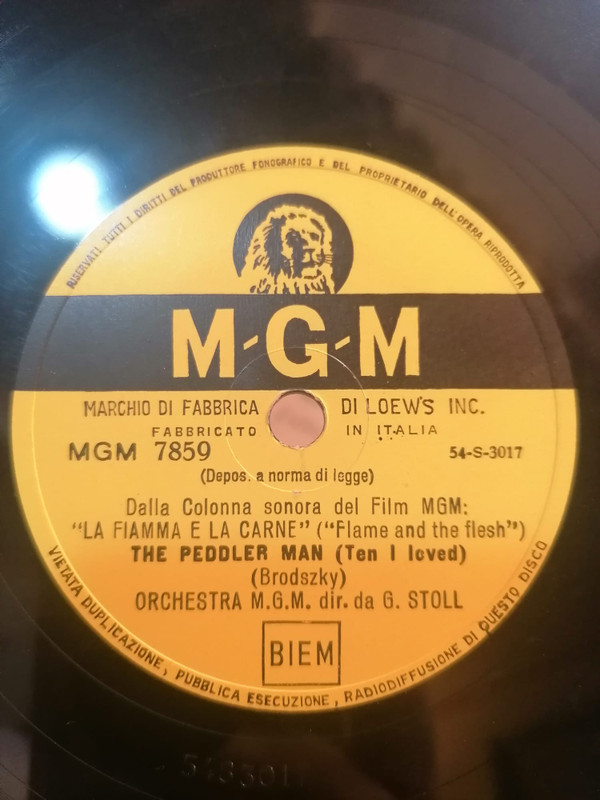 RISERVATI TUTTI I DIRITTI DEL PRODUTTORE FONOGRAFICO E DEL PROPRIETARIO DELL'OPERA RIPRODOTTA
M-G-M
MARCHIO DI FABBRICA DI LOEW'S INC.
FABBRICATO IN ITALIA
MGM 7859 54-S-3017
(Depos. a norma di legge)
Dalla Colonna sonora del Film MGM:
"LA FIAMMA E LA CARNE" ("Flame and the flesh")
THE PEDDLER MAN (Ten I loved)
(Brodszky)
ORCHESTRA M.G.M. dir. da G. STOLL
BIEM
VIETATA DUPLICAZIONE, PUBBLICA ESECUZIONE, RADIODIFFUSIONE DI QUESTO DISCO